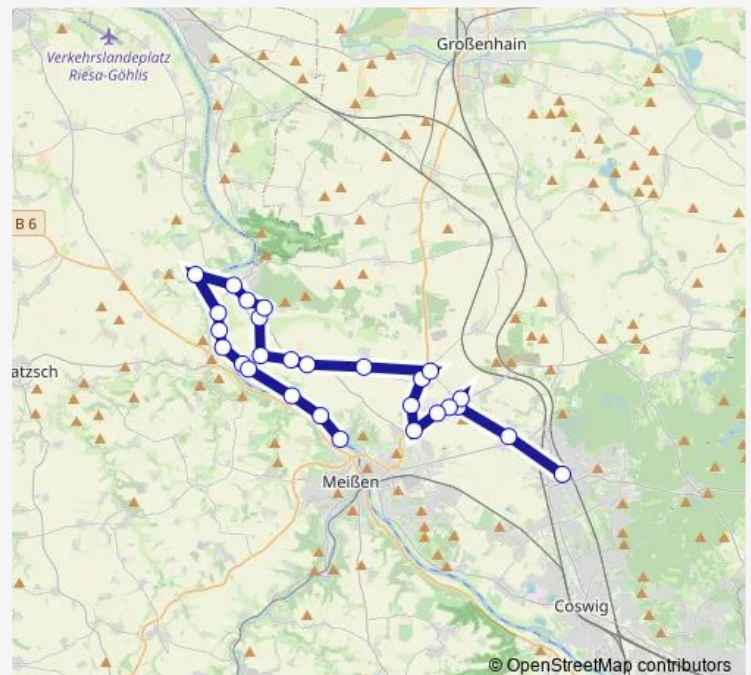 Großenhain
Verkehrslandeplatz
Riesa-Göhlis
B 6
atzsch
Meißen
Coswig
© OpenStreetMap contributors